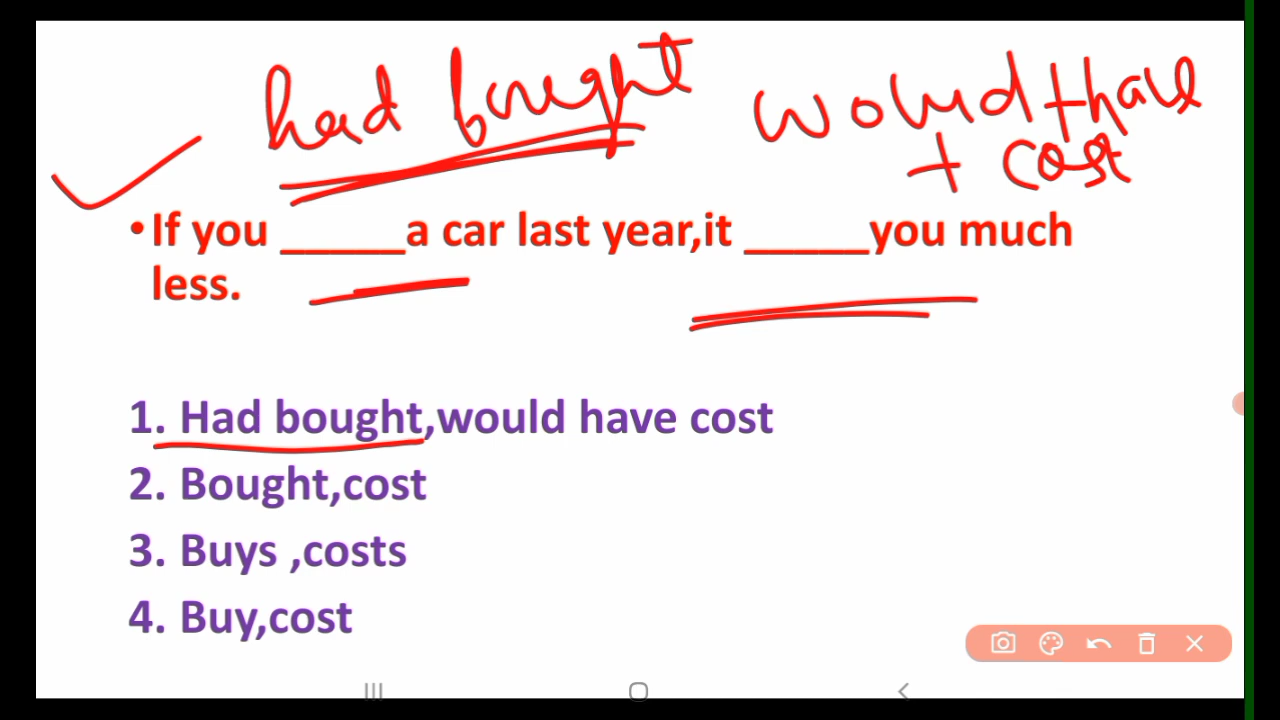 had bought would + have
+ cost
• If you _____a car last year,it _____you much
less.
1. Had bought,would have cost
2. Bought,cost
3. Buys ,costs
4. Buy,cost